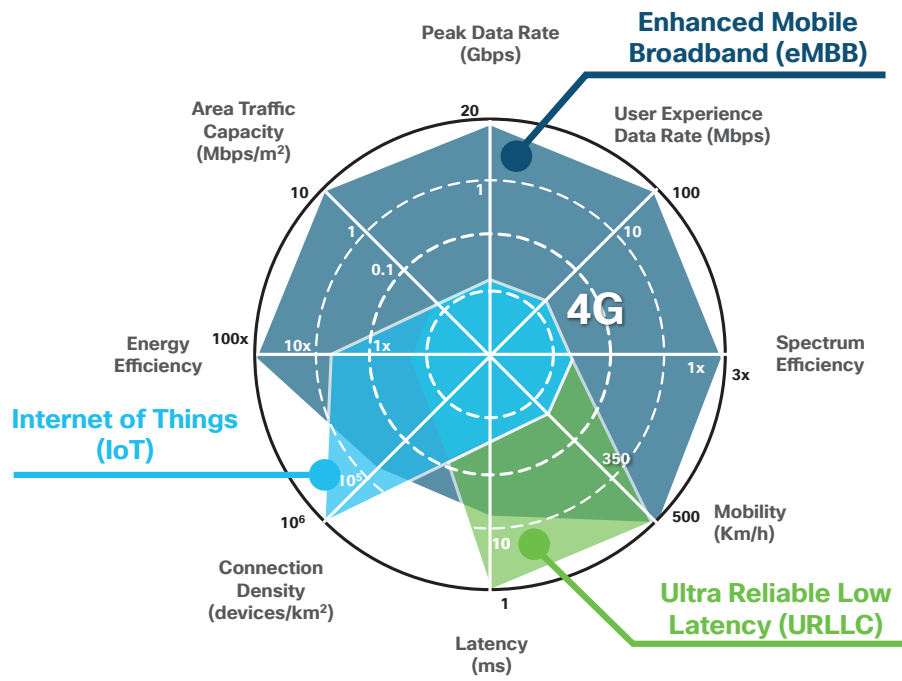 Enhanced Mobile
Broadband (eMBB)
Peak Data Rate
(Gbps)
Area Traffic
Capacity
(Mbps/m²)
User Experience
Data Rate (Mbps)
20
10
1
100
1
10
0.1
4G
Energy
Efficiency
100x
10x
1x
1x
3x
Spectrum
Efficiency
Internet of Things
(IoT)
10⁵
350
10⁶
500
Mobility
(Km/h)
10
Connection
Density
(devices/km²)
1
Latency
(ms)
Ultra Reliable Low
Latency (URLLC)